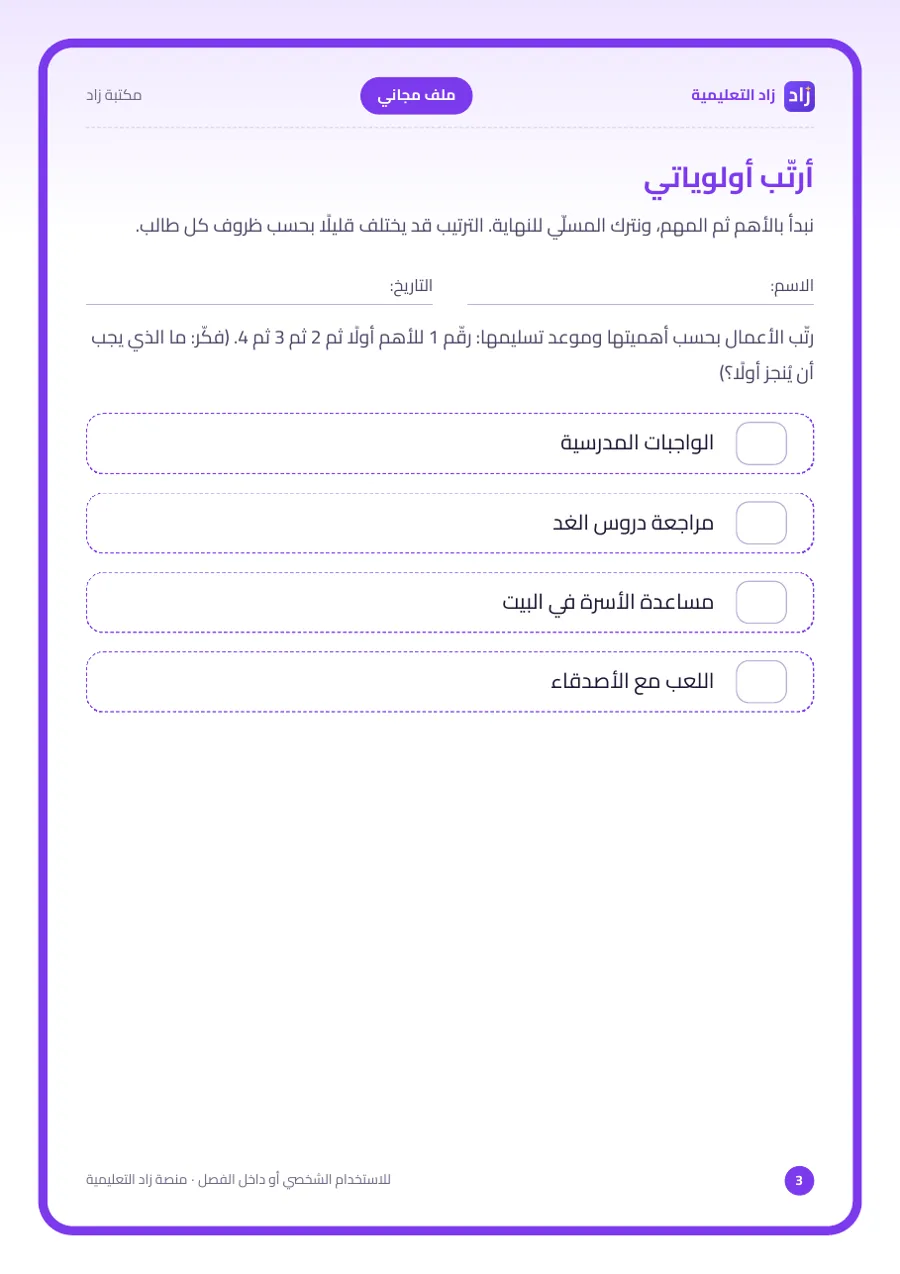 زاد
زاد التعليمية
ملف مجاني
مكتبة زاد
أرتّب أولوياتي
نبدأ بالأهم ثم المهم، ونترك المسلّي للنهاية. الترتيب قد يختلف قليلًا بحسب ظروف كل طالب.
الاسم:
التاريخ:
رتّب الأعمال بحسب أهميتها وموعد تسليمها: رقّم 1 للأهم أولًا ثم 2 ثم 3 ثم 4. (فكّر: ما الذي يجب
أن يُنجز أولًا؟)
الواجبات المدرسية
مراجعة دروس الغد
مساعدة الأسرة في البيت
اللعب مع الأصدقاء
3
للاستخدام الشخصي أو داخل الفصل · منصة زاد التعليمية